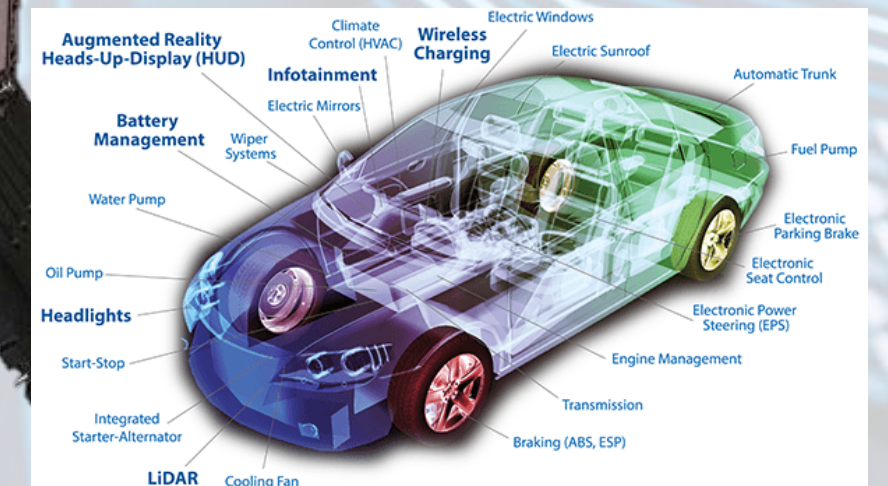 Electric Windows
Climate
Control (HVAC)
Wireless
Charging
Augmented Reality
Heads-Up-Display (HUD)
Electric Sunroof
Infotainment
Automatic Trunk
Electric Mirrors
Battery
Management
Wiper
Systems
Fuel Pump
Water Pump
Electronic
Parking Brake
Oil Pump
Electronic
Seat Control
Headlights
Electronic Power
Steering (EPS)
Start-Stop
Engine Management
Transmission
Integrated
Starter-Alternator
Braking (ABS, ESP)
LiDAR
Cooling Fan